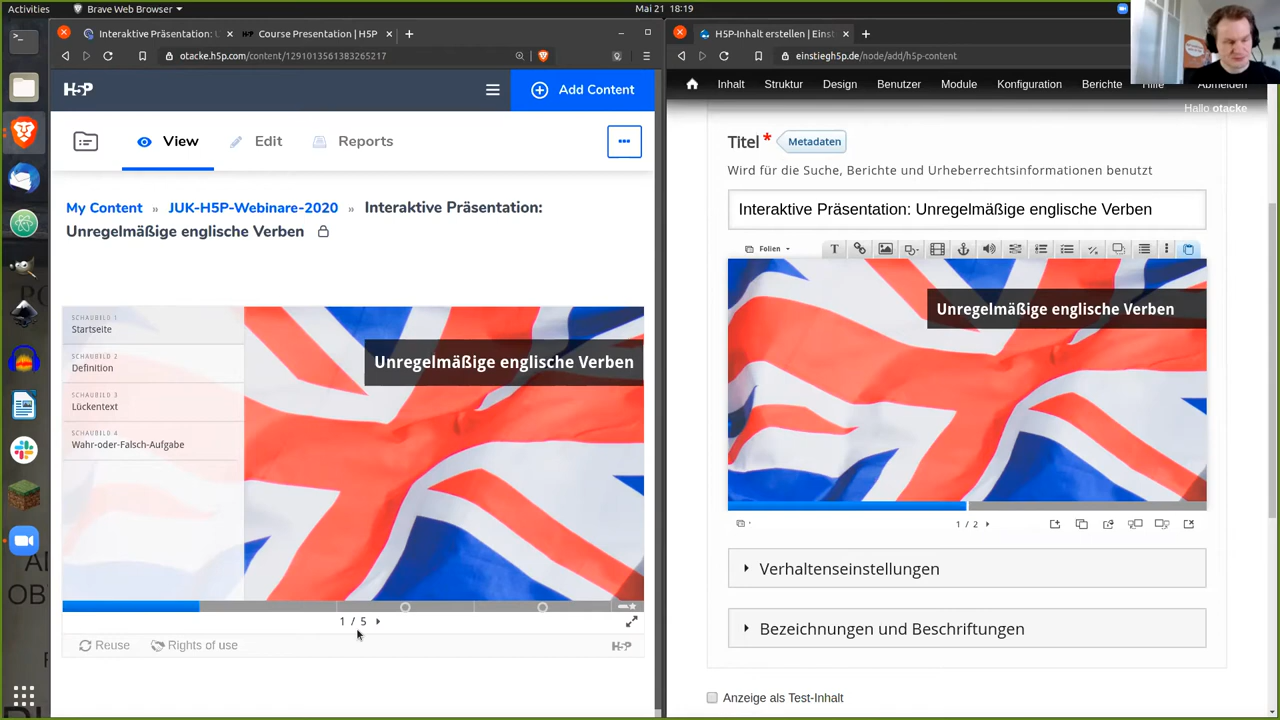 Activities
Brave Web Browser
Mai 21 18:19
Interaktive Präsentation: U
Course Presentation | H5P
otacke.h5p.com/content/1291013561383265217
H5P
Add Content
View
Edit
Reports
My Content » JUK-H5P-Webinare-2020 » Interaktive Präsentation:
Unregelmäßige englische Verben
SCHAUBILD 1
Startseite
SCHAUBILD 2
Definition
SCHAUBILD 3
Lückentext
SCHAUBILD 4
Wahr-oder-Falsch-Aufgabe
Unregelmäßige englische Verben
1 / 5
Reuse
Rights of use
H5P
H5P-Inhalt erstellen | Einst
einstiegh5p.de/node/add/h5p-content
Inhalt
Struktur
Design
Benutzer
Module
Konfiguration
Berichte
Hilfe
Abmelden
Hallo otacke
Titel *
Metadaten
Wird für die Suche, Berichte und Urheberrechtsinformationen benutzt
Interaktive Präsentation: Unregelmäßige englische Verben
Folien
T
Unregelmäßige englische Verben
1 / 2
Verhaltenseinstellungen
Bezeichnungen und Beschriftungen
Anzeige als Test-Inhalt